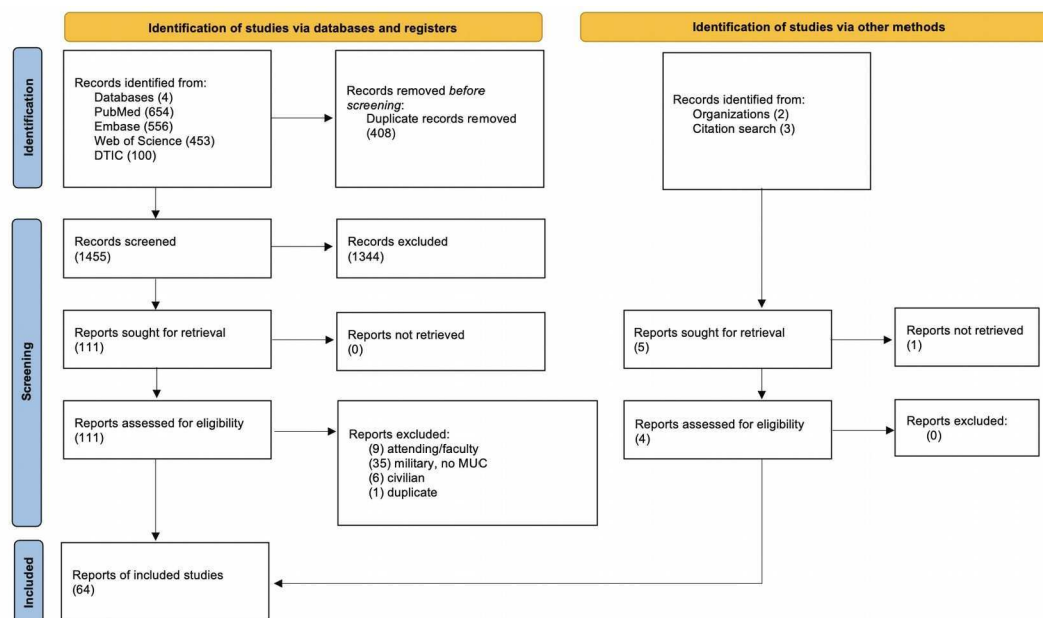 Identification of studies via databases and registers
Identification of studies via other methods
Identification
Records identified from:
Databases (4)
PubMed (654)
Embase (556)
Web of Science (453)
DTIC (100)
Records removed before
screening:
Duplicate records removed
(408)
Records identified from:
Organizations (2)
Citation search (3)
Screening
Records screened
(1455)
Records excluded
(1344)
Reports sought for retrieval
(111)
Reports not retrieved
(0)
Reports sought for retrieval
(5)
Reports not retrieved
(1)
Reports assessed for eligibility
(111)
Reports excluded:
(9) attending/faculty
(35) military, no MUC
(6) civilian
(1) duplicate
Reports assessed for eligibility
(4)
Reports excluded:
(0)
Included
Reports of included studies
(64)